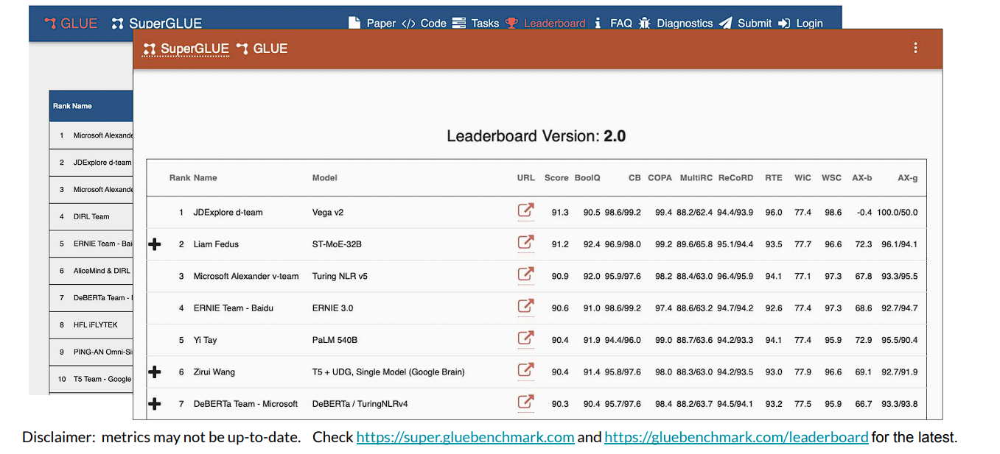 GLUE SuperGLUE Paper </> Code Tasks Leaderboard FAQ Diagnostics Submit Login
SuperGLUE GLUE
Rank Name
1 Microsoft Alexande
2 JDExplore d-team
3 Microsoft Alexande
4 DIRL Team
5 ERNIE Team - Bai
6 AliceMind & DIRL
7 DeBERTa Team -
8 HFL iFLYTEK
9 PING-AN Omni-Si
10 T5 Team - Google
Leaderboard Version: 2.0
Rank Name Model URL Score BoolQ CB COPA MultiRC ReCoRD RTE WiC WSC AX-b AX-g
1 JDExplore d-team Vega v2 91.3 90.5 98.6/99.2 99.4 88.2/62.4 94.4/93.9 96.0 77.4 98.6 -0.4 100.0/50.0
2 Liam Fedus ST-MoE-32B 91.2 92.4 96.9/98.0 99.2 89.6/65.8 95.1/94.4 93.5 77.7 96.6 72.3 96.1/94.1
3 Microsoft Alexander v-team Turing NLR v5 90.9 92.0 95.9/97.6 98.2 88.4/63.0 96.4/95.9 94.1 77.1 97.3 67.8 93.3/95.5
4 ERNIE Team - Baidu ERNIE 3.0 90.6 91.0 98.6/99.2 97.4 88.6/63.2 94.7/94.2 92.6 77.4 97.3 68.6 92.7/94.7
5 Yi Tay PaLM 540B 90.4 91.9 94.4/96.0 99.0 88.7/63.6 94.2/93.3 94.1 77.4 95.9 72.9 95.5/90.4
6 Zirui Wang T5 + UDG, Single Model (Google Brain) 90.4 91.4 95.8/97.6 98.0 88.3/63.0 94.2/93.5 93.0 77.9 96.6 69.1 92.7/91.9
7 DeBERTa Team - Microsoft DeBERTa / TuringNLRv4 90.3 90.4 95.7/97.6 98.4 88.2/63.7 94.5/94.1 93.2 77.5 95.9 66.7 93.3/93.8
Disclaimer: metrics may not be up-to-date. Check https://super.gluebenchmark.com and https://gluebenchmark.com/leaderboard for the latest.